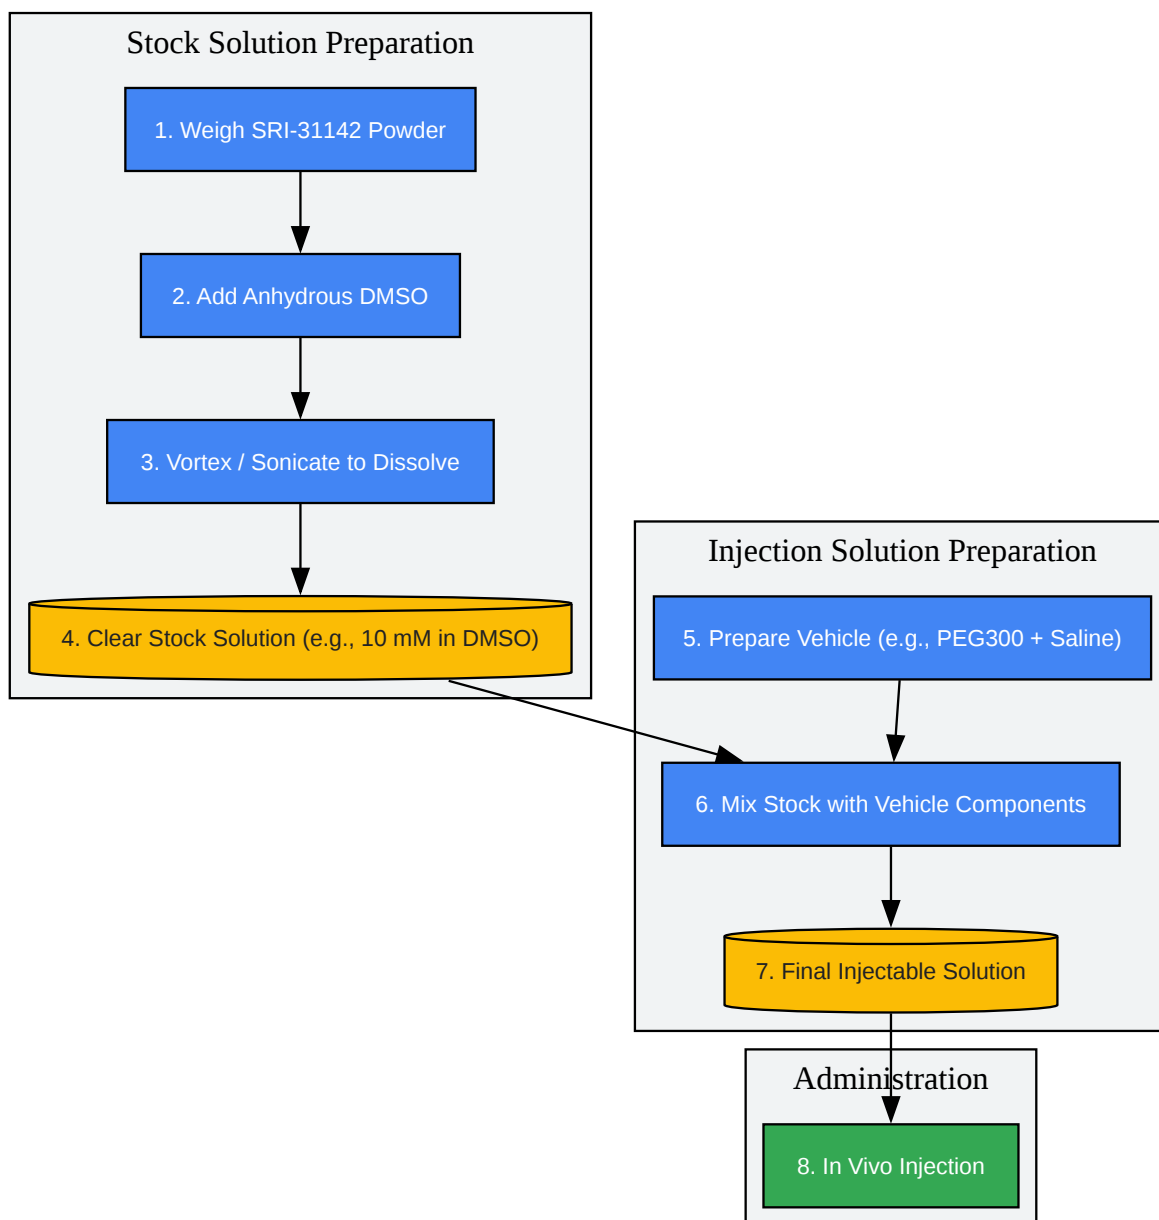 Stock Solution Preparation
1. Weigh SRI-31142 Powder
2. Add Anhydrous DMSO
3. Vortex / Sonicate to Dissolve
4. Clear Stock Solution (e.g., 10 mM in DMSO)
Injection Solution Preparation
5. Prepare Vehicle (e.g., PEG300 + Saline)
6. Mix Stock with Vehicle Components
7. Final Injectable Solution
Administration
8. In Vivo Injection